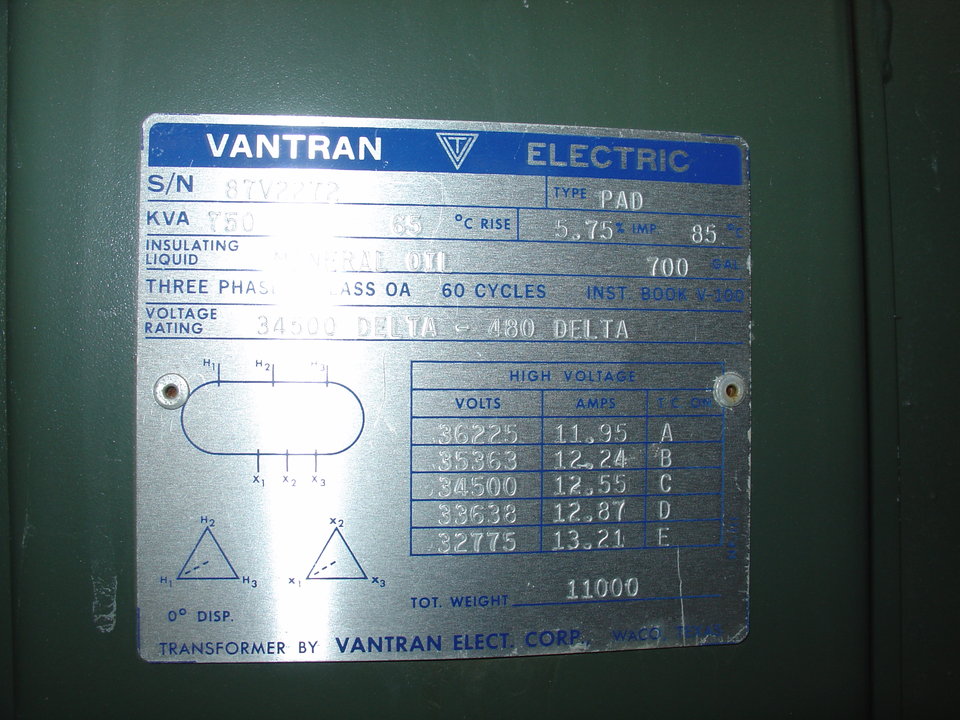 VANTRAN ELECTRIC
S/N 87V2272 TYPE PAD
KVA 750 65 °C RISE 5.75 % IMP. 85 °C
INSULATING LIQUID MINERAL OIL 700 GAL
THREE PHASE CLASS OA 60 CYCLES INST. BOOK V-500
VOLTAGE RATING 34500 DELTA - 480 DELTA
H1 H2 H3
X1 X2 X3
HIGH VOLTAGE
VOLTS AMPS T.C. ON
36225 11.95 A
35363 12.24 B
34500 12.55 C
33638 12.87 D
32775 13.21 E
H2 X2
H1 H3 X1 X3
0° DISP.
TOT. WEIGHT 11000
TRANSFORMER BY VANTRAN ELECT. CORP., WACO, TEXAS